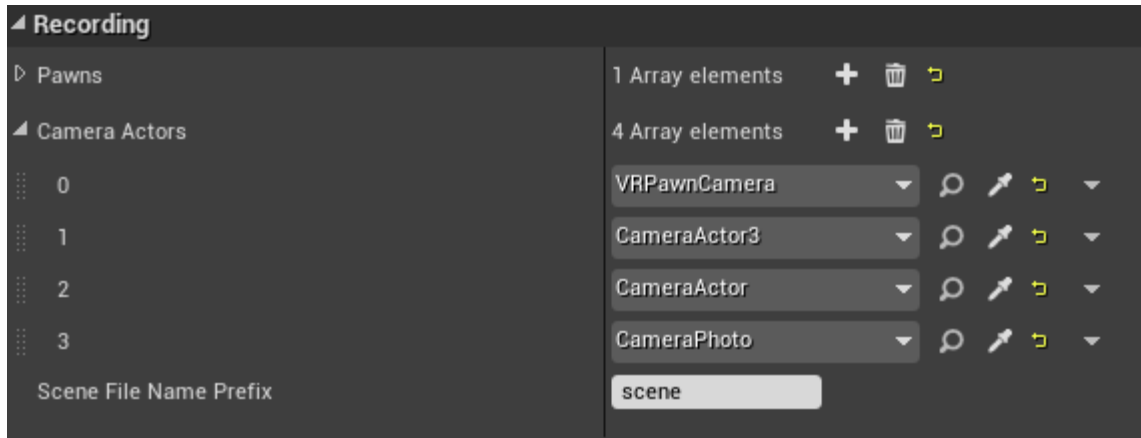 Recording
Pawns 1 Array elements
Camera Actors 4 Array elements
0 VRPawnCamera
1 CameraActor3
2 CameraActor
3 CameraPhoto
Scene File Name Prefix scene